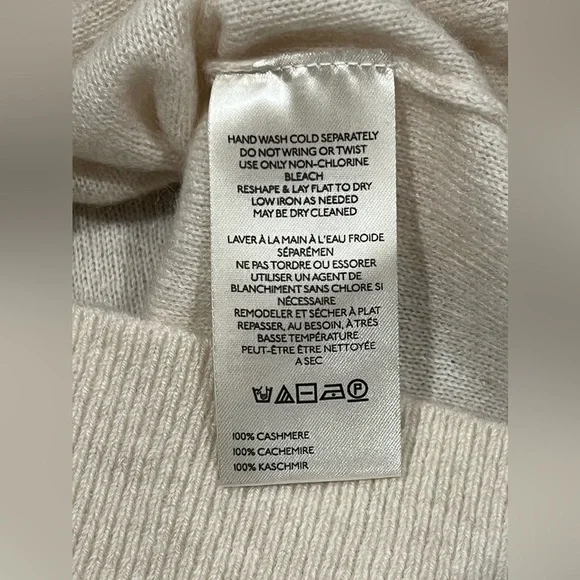 HAND WASH COLD SEPARATELY
DO NOT WRING OR TWIST
USE ONLY NON-CHLORINE
BLEACH
RESHAPE & LAY FLAT TO DRY
LOW IRON AS NEEDED
MAY BE DRY CLEANED
LAVER À LA MAIN À L'EAU FROIDE
SÉPARÉMEN
NE PAS TORDRE OU ESSORER
UTILISER UN AGENT DE
BLANCHIMENT SANS CHLORE SI
NÉCESSAIRE
REMODELER ET SÉCHER À PLAT
REPASSER, AU BESOIN, À TRÉS
BASSE TEMPÉRATURE
PEUT-ÊTRE ÊTRE NETTOYÉE
A SEC
P
100% CASHMERE
100% CACHEMIRE
100% KASCHMIR